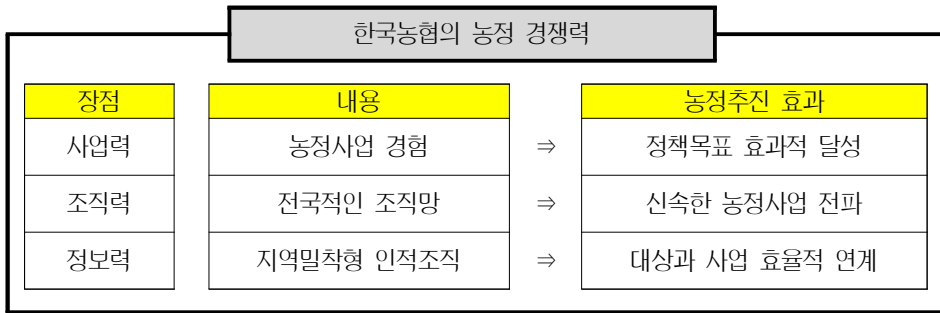 한국농협의 농정 경쟁력
장점 내용 농정추진 효과
사업력 농정사업 경험 ⇒ 정책목표 효과적 달성
조직력 전국적인 조직망 ⇒ 신속한 농정사업 전파
정보력 지역밀착형 인적조직 ⇒ 대상과 사업 효율적 연계